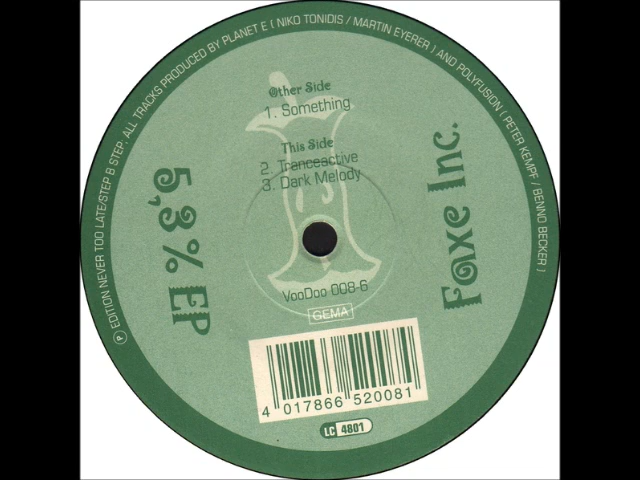 ℗ EDITION NEVER TOO LATE/STEP B STEP. ALL TRACKS PRODUCED BY PLANET E ( NIKO TONIDIS / MARTIN EYERER ) AND POLYFUSION ( PETER KEMPF / BENNO BECKER )
Other Side
1. Something
This Side
2. Tranceactive
3. Dark Melody
5,3% EP
Faxe Inc.
VooDoo 008-6
GEMA
4 017866 520081
LC 4801